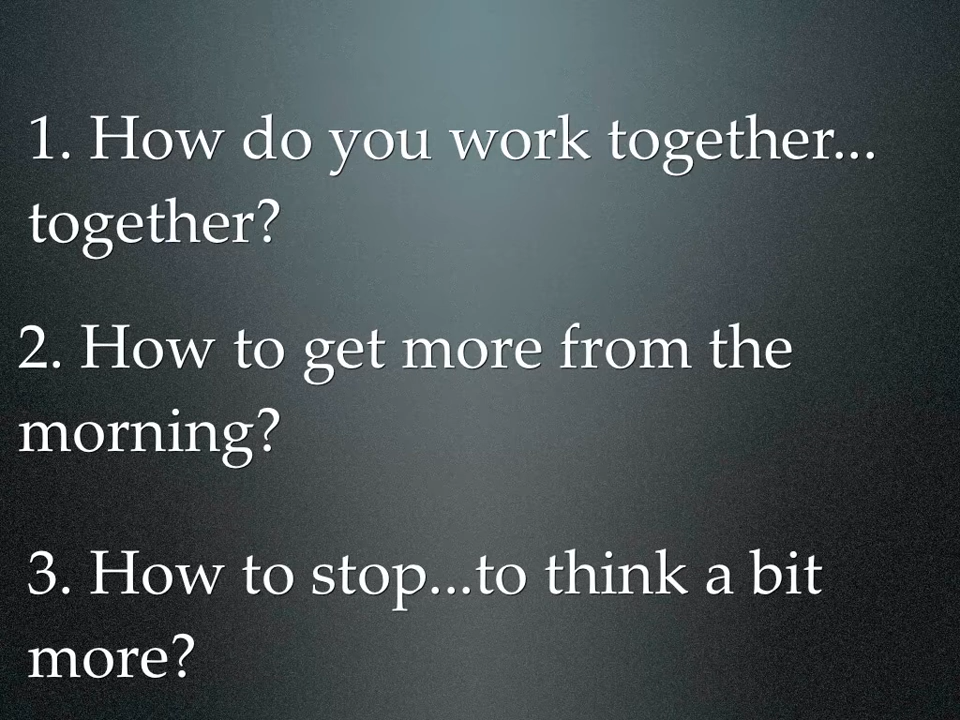 1. How do you work together...
together?
2. How to get more from the
morning?
3. How to stop...to think a bit
more?